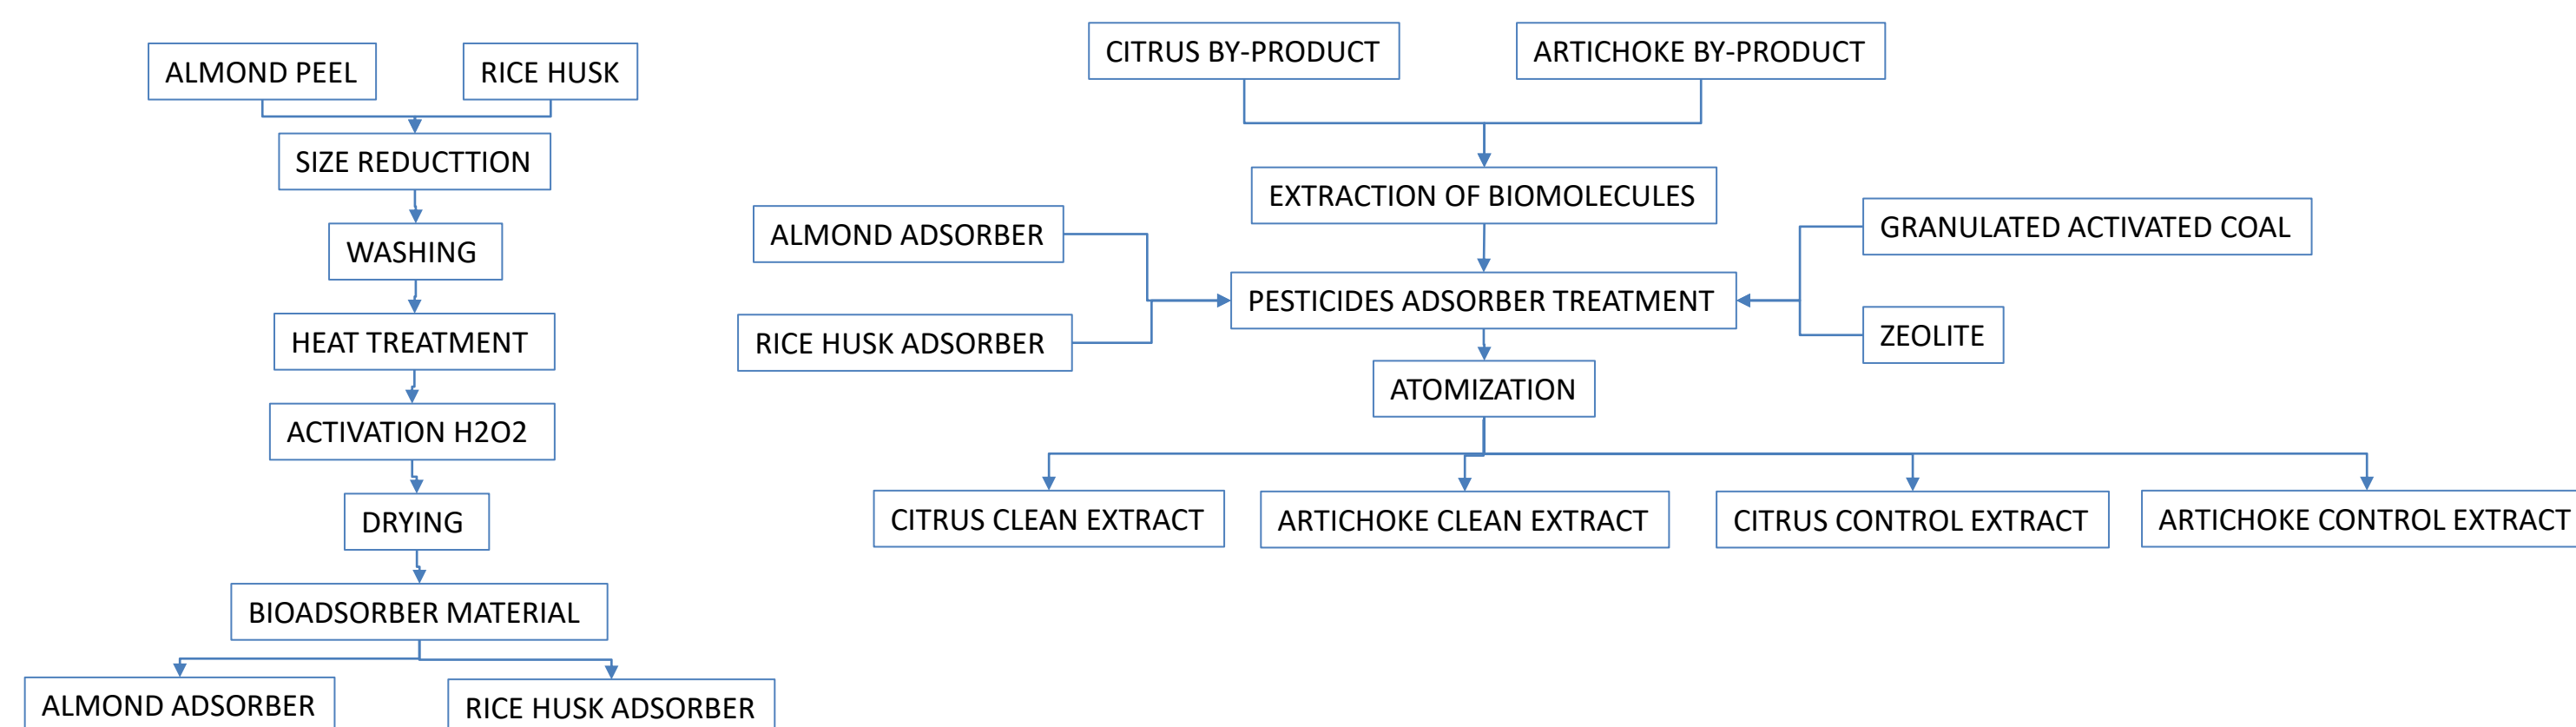 ALMOND PEEL
RICE HUSK
SIZE REDUCTTION
WASHING
HEAT TREATMENT
ACTIVATION H2O2
DRYING
BIOADSORBER MATERIAL
ALMOND ADSORBER
RICE HUSK ADSORBER
CITRUS BY-PRODUCT
ARTICHOKE BY-PRODUCT
EXTRACTION OF BIOMOLECULES
ALMOND ADSORBER
RICE HUSK ADSORBER
PESTICIDES ADSORBER TREATMENT
GRANULATED ACTIVATED COAL
ZEOLITE
ATOMIZATION
CITRUS CLEAN EXTRACT
ARTICHOKE CLEAN EXTRACT
CITRUS CONTROL EXTRACT
ARTICHOKE CONTROL EXTRACT